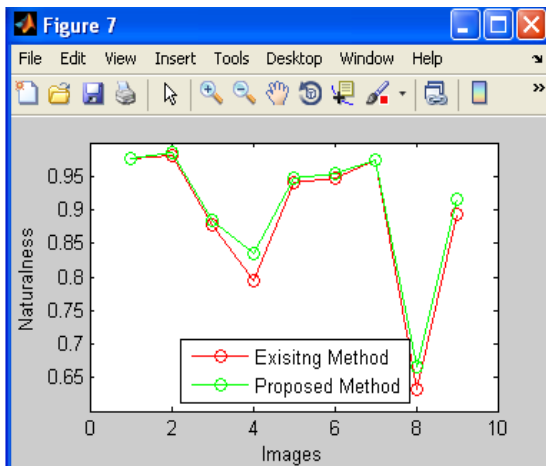 Figure 7
File Edit View Insert Tools Desktop Window Help
0.95
0.9
0.85
0.8
0.75
0.7
0.65
Naturalness
Exisitng Method
Proposed Method
0 2 4 6 8 10
Images